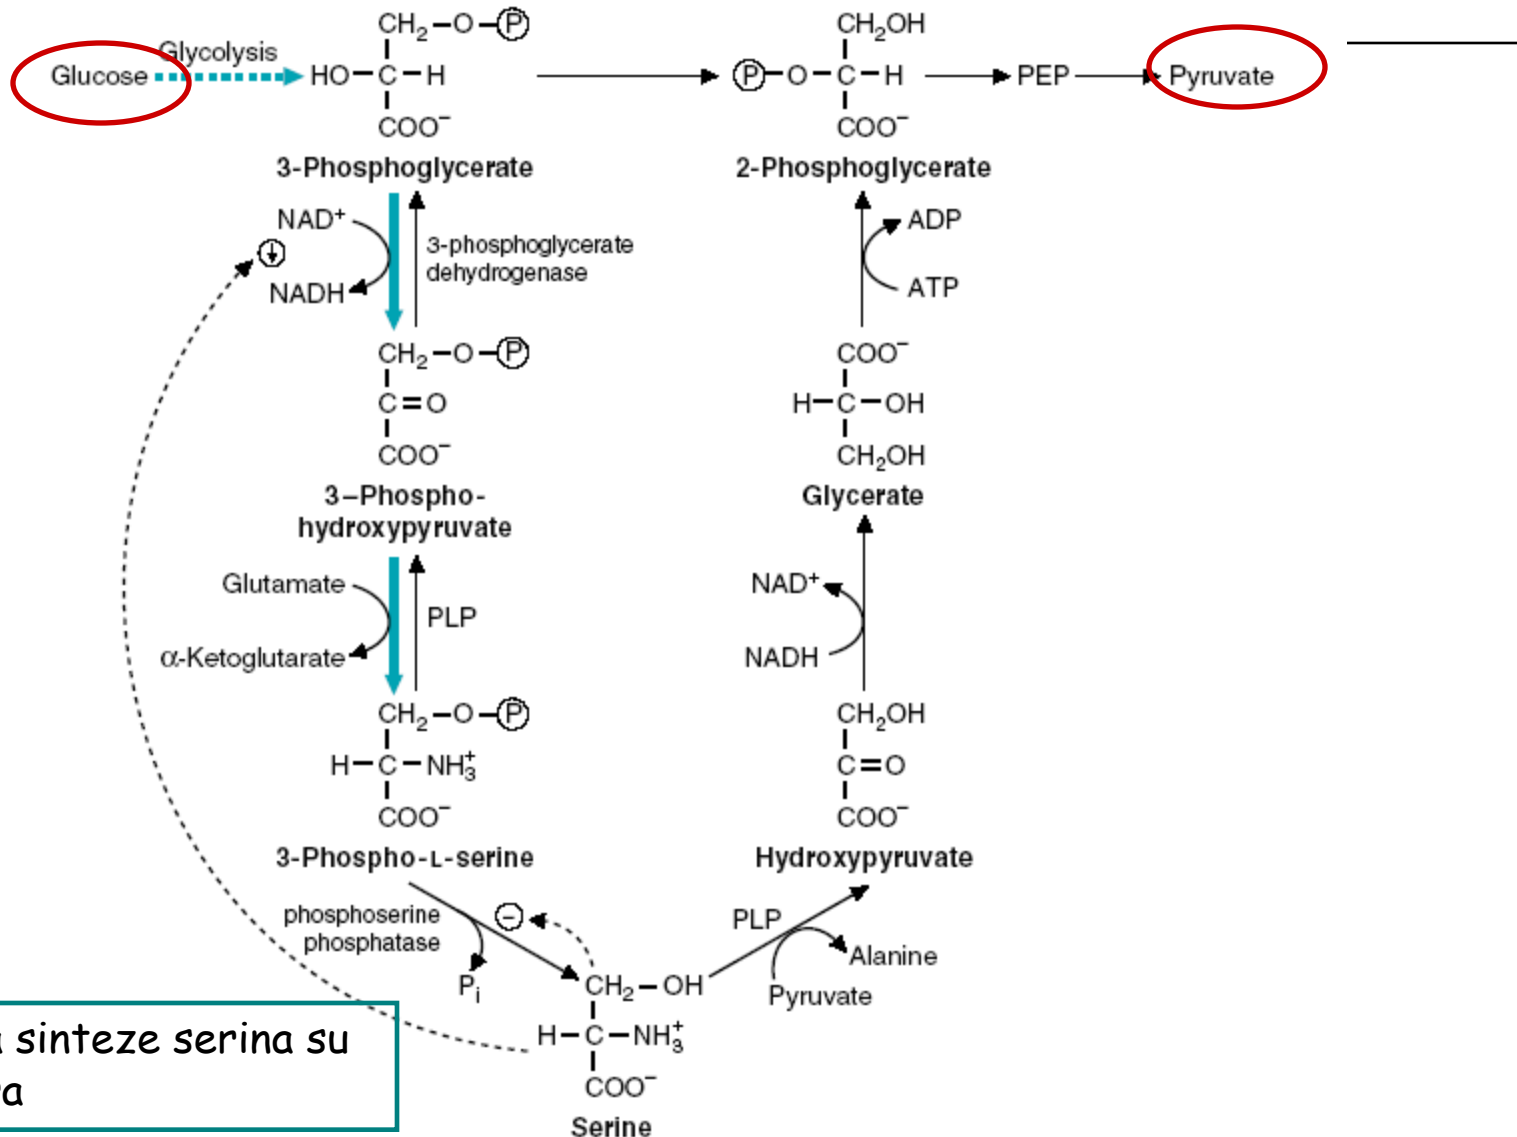 Glucose
Glycolysis
CH₂—O—Ⓟ
HO—C—H
COO⁻
3-Phosphoglycerate
CH₂OH
Ⓟ—O—C—H
COO⁻
2-Phosphoglycerate
PEP
Pyruvate
NAD⁺
NADH
3-phosphoglycerate
dehydrogenase
ADP
ATP
CH₂—O—Ⓟ
C=O
COO⁻
3–Phospho-
hydroxypyruvate
COO⁻
H—C—OH
CH₂OH
Glycerate
Glutamate
α-Ketoglutarate
PLP
NAD⁺
NADH
CH₂—O—Ⓟ
H—C—NH₃⁺
COO⁻
3-Phospho-L-serine
CH₂OH
C=O
COO⁻
Hydroxypyruvate
phosphoserine
phosphatase
Pᵢ
PLP
Alanine
Pyruvate
CH₂—OH
H—C—NH₃⁺
COO⁻
Serine
sinteze serina su